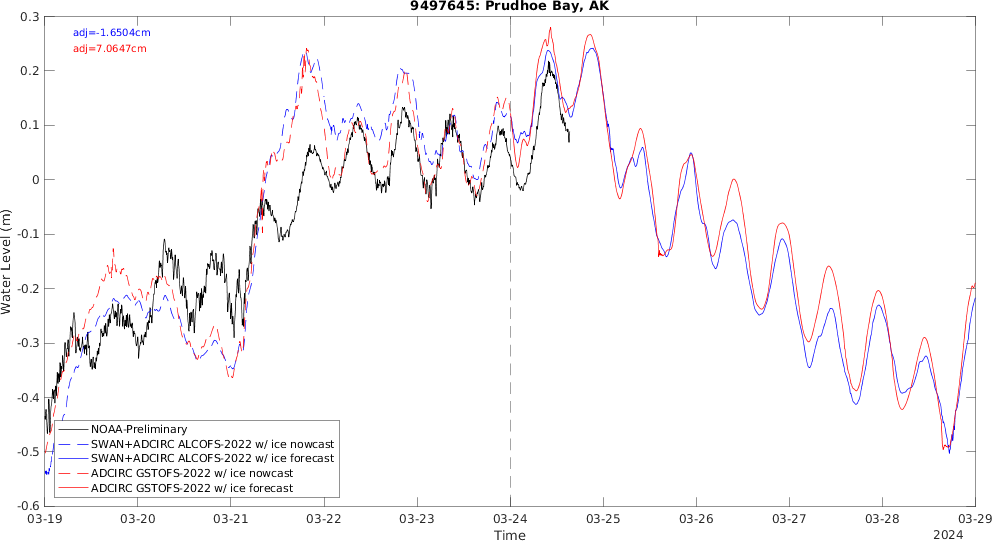 9497645: Prudhoe Bay, AK
adj=-1.6504cm
adj=7.0647cm
0.3
0.2
0.1
0
-0.1
-0.2
-0.3
-0.4
-0.5
-0.6
Water Level (m)
NOAA-Preliminary
SWAN+ADCIRC ALCOFS-2022 w/ ice nowcast
SWAN+ADCIRC ALCOFS-2022 w/ ice forecast
ADCIRC GSTOFS-2022 w/ ice nowcast
ADCIRC GSTOFS-2022 w/ ice forecast
03-19 03-20 03-21 03-22 03-23 03-24 03-25 03-26 03-27 03-28 03-29
Time
2024